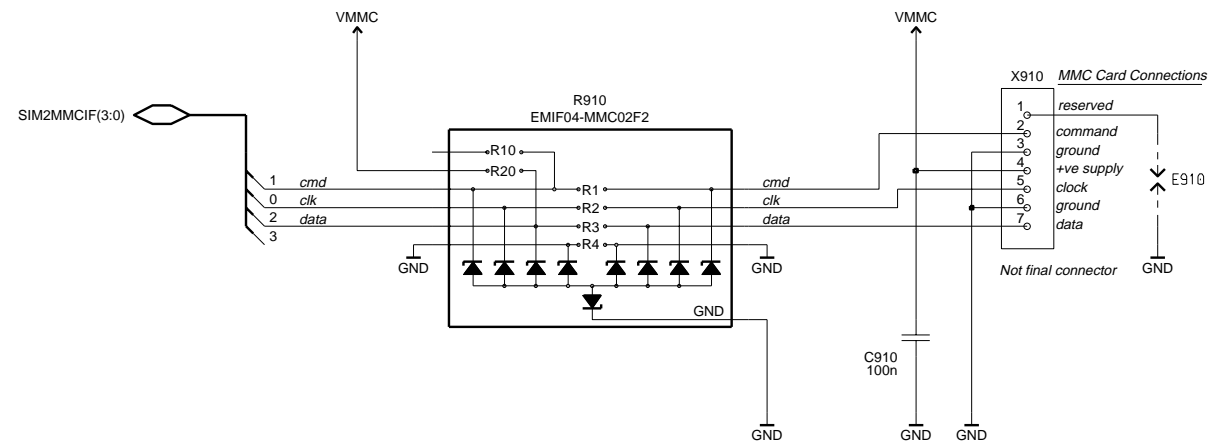 VMMC
VMMC
SIM2MMCIF(3:0)
R910
EMIF04-MMC02F2
X910
MMC Card Connections
R10
R20
1 cmd
0 clk
2 data
3
R1
R2
R3
R4
cmd
clk
data
1 reserved
2 command
3 ground
4 +ve supply
5 clock
6 ground
7 data
E910
GND
GND
GND
GND
Not final connector
C910
100n
GND
GND
GND